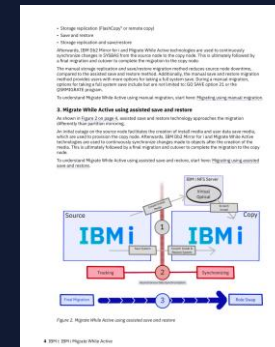 • Storage replication (FlashCopy® or remote copy)
• Save and restore
• Storage replication and save/restore
Afterwards, IBM Db2 Mirror for i and Migrate While Active technologies are used to continuously
synchronize changes in SYSBAS from the source to the copy node. This is ultimately followed by
a final migration and cutover to complete the migration to the copy node.
The manual storage replication and save/restore migration method reduces source node downtime,
compared to the assisted save and restore method. Additionally, the manual save and restore migration
method provides users with more options for taking a full system save. During a manual migration,
options for taking a full system save include but are not limited to: GO SAVE option 21 or the
QSRMIGRATE program.
To understand Migrate While Active using manual migration, start here: Migrating using manual migration.
3. Migrate While Active using assisted save and restore
As shown in Figure 2 on page 4, assisted save and restore technology approaches the migration
differently than partition mirroring.
An initial outage on the source node facilitates the creation of install media and user data save media,
which are used to provision the copy node. Afterwards, IBM Db2 Mirror for i and Migrate While Active
technologies are used to continuously synchronize changes made to objects after the creation of the
media. This is ultimately followed by a final migration and cutover to complete the migration to the copy
node.
To understand Migrate While Active using assisted save and restore, start here: Migrating using assisted
save and restore.
IBM i NFS Server
Virtual
Optical
Source
Copy
1
IBM i
IBM i
Tracking
2
Synchronizing
Final Migration
3
Role Swap
Figure 2. Migrate While Active using assisted save and restore
4 IBM i: IBM i Migrate While Active